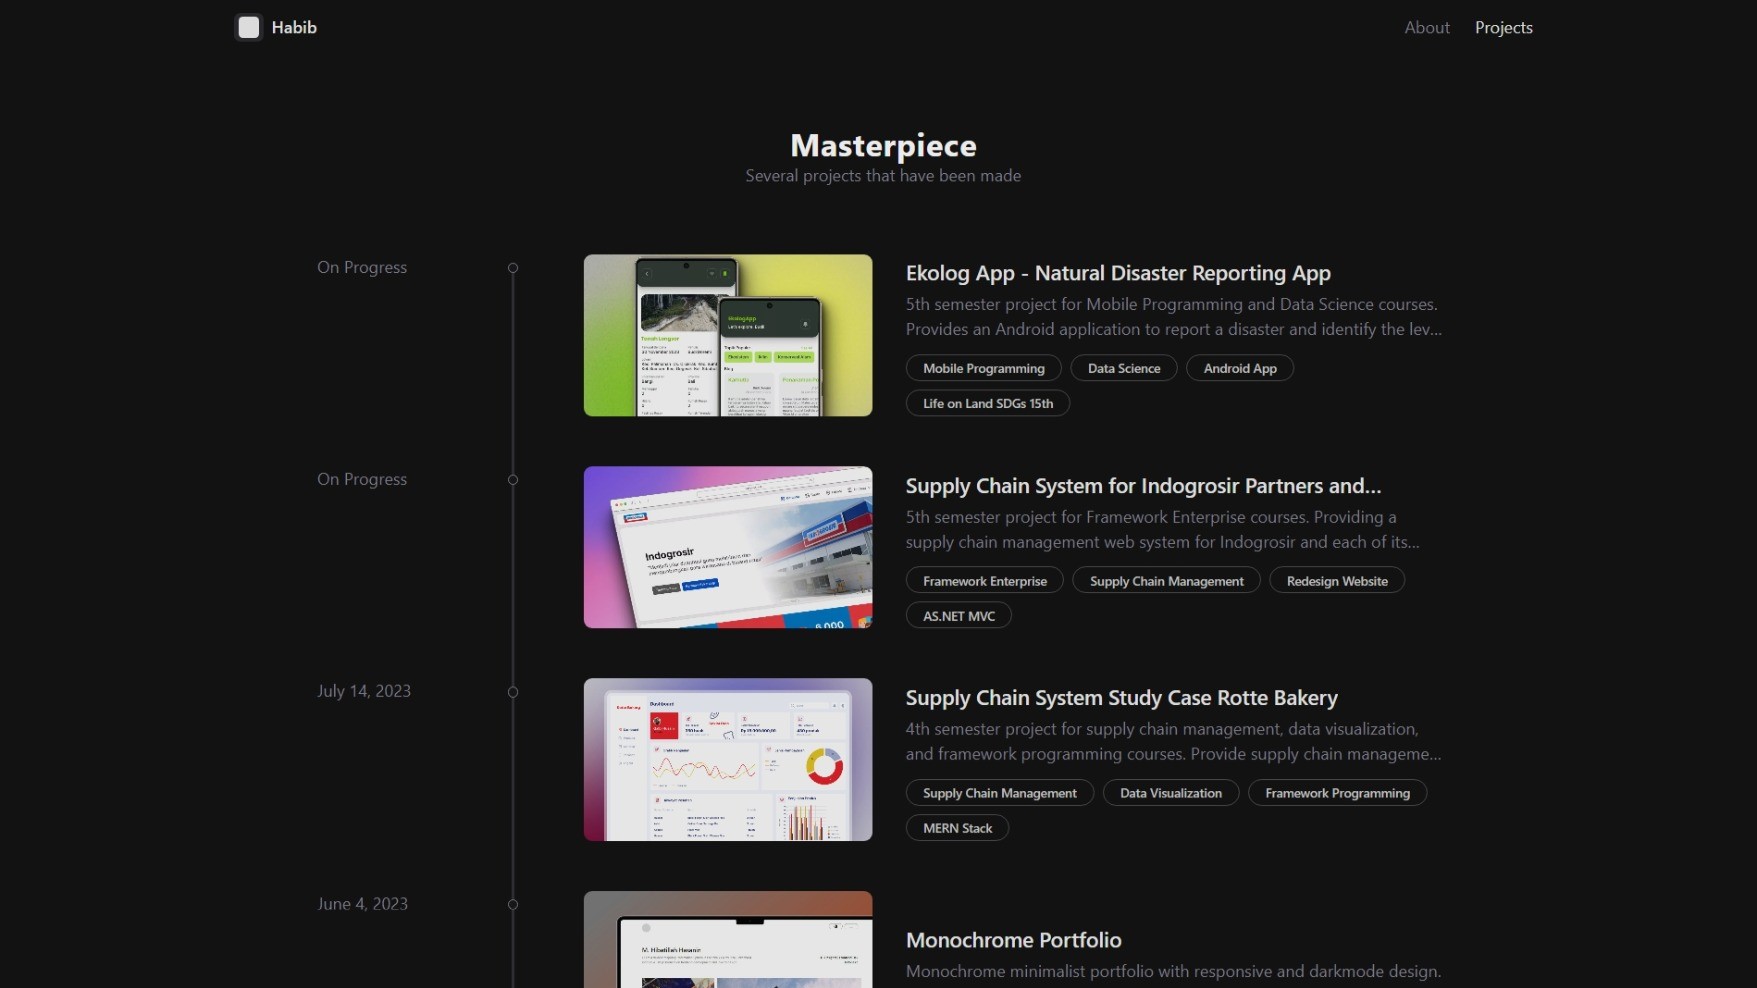 Habib
About
Projects
Masterpiece
Several projects that have been made
On Progress
EkologApp
Tanah Longsor
Ekolog App - Natural Disaster Reporting App
5th semester project for Mobile Programming and Data Science courses.
Provides an Android application to report a disaster and identify the lev...
Mobile Programming
Data Science
Android App
Life on Land SDGs 15th
On Progress
Indogrosir
Supply Chain System for Indogrosir Partners and...
5th semester project for Framework Enterprise courses. Providing a
supply chain management web system for Indogrosir and each of its...
Framework Enterprise
Supply Chain Management
Redesign Website
AS.NET MVC
July 14, 2023
Dashboard
Supply Chain System Study Case Rotte Bakery
4th semester project for supply chain management, data visualization,
and framework programming courses. Provide supply chain manageme...
Supply Chain Management
Data Visualization
Framework Programming
MERN Stack
June 4, 2023
M. Hibatillah Hasanin
Monochrome Portfolio
Monochrome minimalist portfolio with responsive and darkmode design.